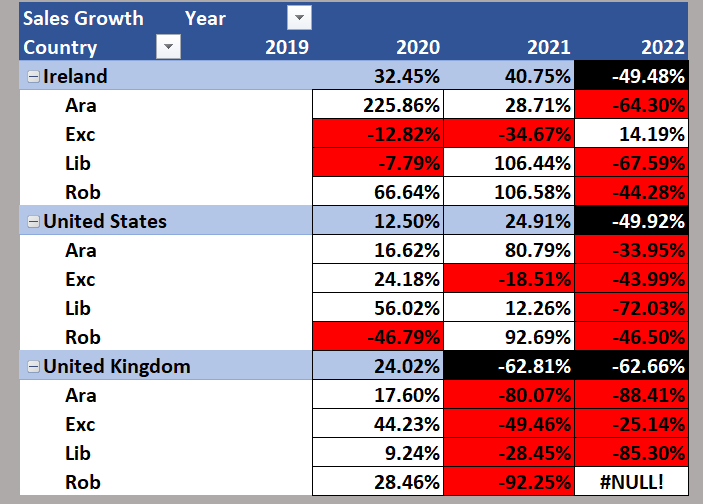 Sales Growth Year
Country 2019 2020 2021 2022
Ireland 32.45% 40.75% -49.48%
Ara 225.86% 28.71% -64.30%
Exc -12.82% -34.67% 14.19%
Lib -7.79% 106.44% -67.59%
Rob 66.64% 106.58% -44.28%
United States 12.50% 24.91% -49.92%
Ara 16.62% 80.79% -33.95%
Exc 24.18% -18.51% -43.99%
Lib 56.02% 12.26% -72.03%
Rob -46.79% 92.69% -46.50%
United Kingdom 24.02% -62.81% -62.66%
Ara 17.60% -80.07% -88.41%
Exc 44.23% -49.46% -25.14%
Lib 9.24% -28.45% -85.30%
Rob 28.46% -92.25% #NULL!